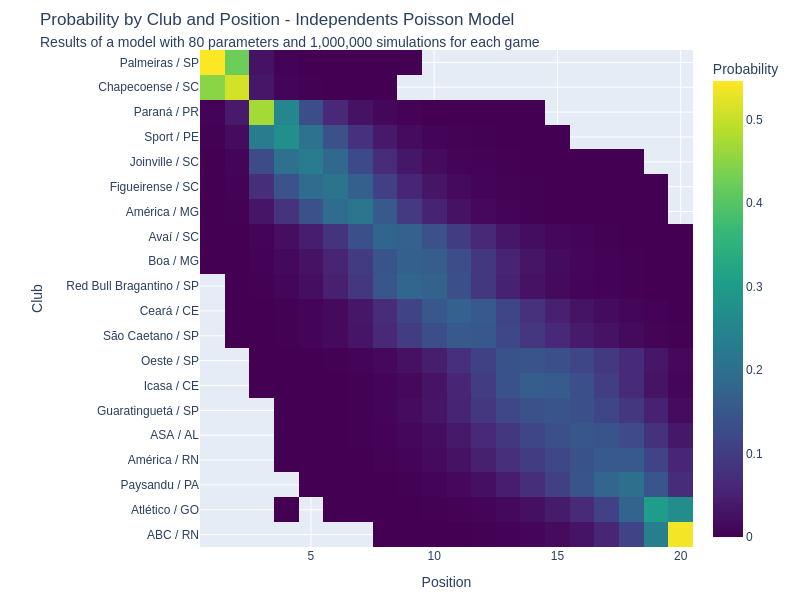 Probability by Club and Position - Independents Poisson Model
Results of a model with 80 parameters and 1,000,000 simulations for each game
Probability
Club
Palmeiras / SP
Chapecoense / SC
Paraná / PR
Sport / PE
Joinville / SC
Figueirense / SC
América / MG
Avaí / SC
Boa / MG
Red Bull Bragantino / SP
Ceará / CE
São Caetano / SP
Oeste / SP
Icasa / CE
Guaratinguetá / SP
ASA / AL
América / RN
Paysandu / PA
Atlético / GO
ABC / RN
0.5
0.4
0.3
0.2
0.1
0
5
10
15
20
Position